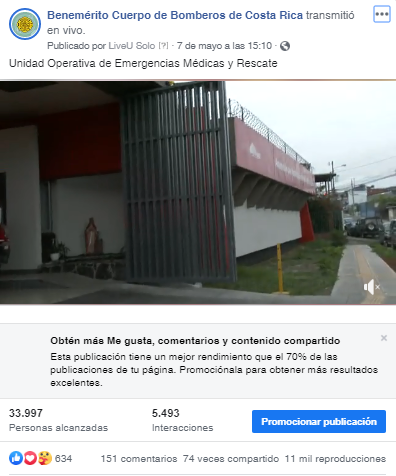 Benemérito Cuerpo de Bomberos de Costa Rica transmitió
en vivo.
Publicado por LiveU Solo [?] · 7 de mayo a las 15:10 ·
Unidad Operativa de Emergencias Médicas y Rescate
Obtén más Me gusta, comentarios y contenido compartido
×
Esta publicación tiene un mejor rendimiento que el 70% de las
publicaciones de tu página. Promociónala para obtener más resultados
excelentes.
33.997
5.493
Personas alcanzadas
Interacciones
Promocionar publicación
634
151 comentarios 74 veces compartido 11 mil reproducciones